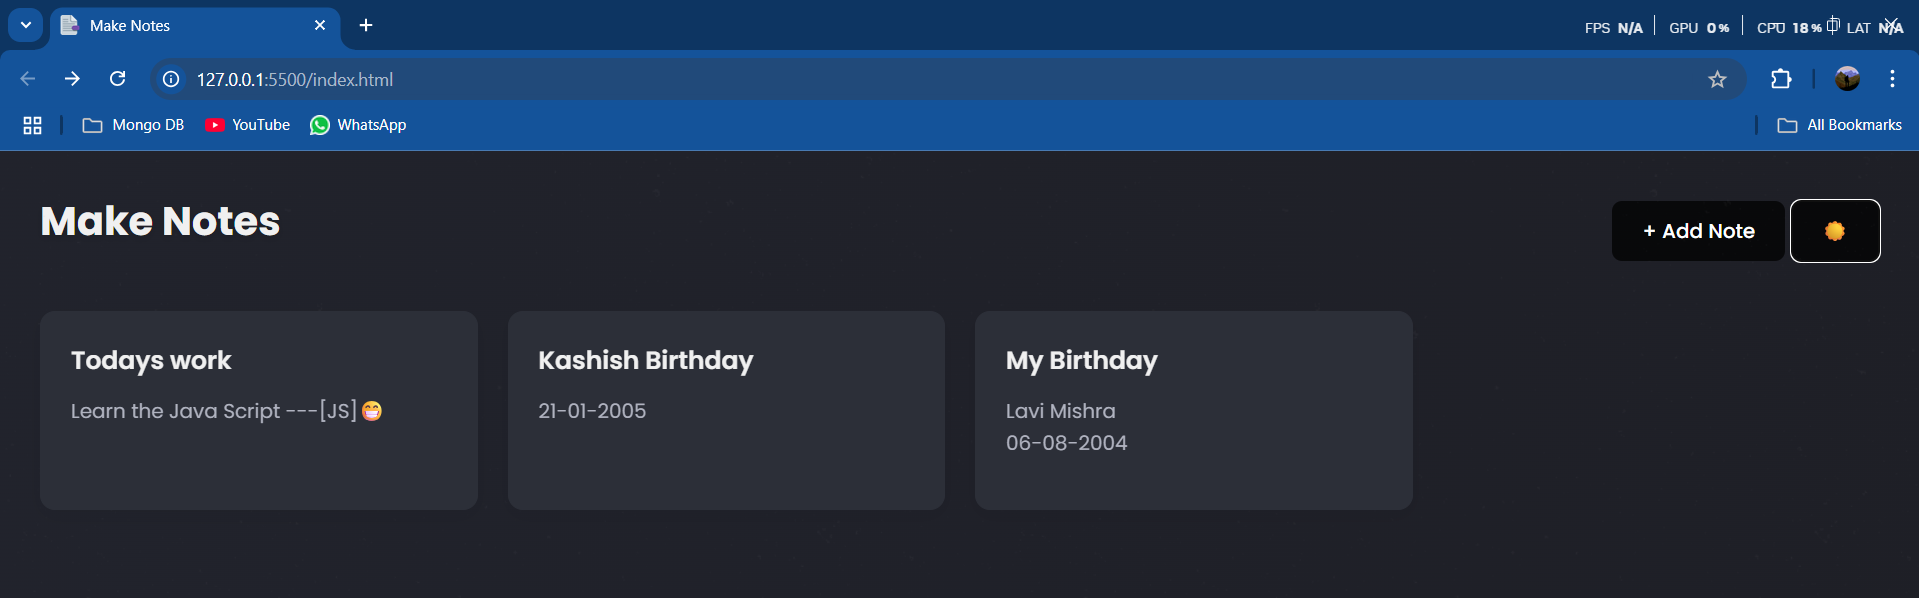 Make Notes
FPS N/A GPU 0% CPU 18% LAT N/A
127.0.0.1:5500/index.html
Mongo DB YouTube WhatsApp All Bookmarks
Make Notes
+ Add Note
Todays work
Learn the Java Script ---[JS]😁
Kashish Birthday
21-01-2005
My Birthday
Lavi Mishra
06-08-2004